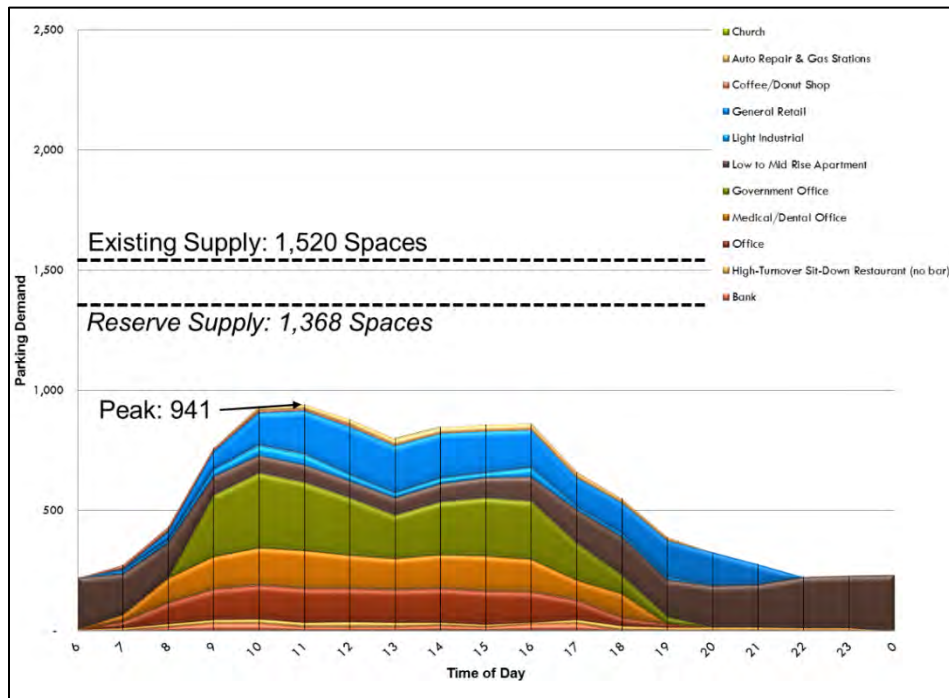 2,500
2,000
1,500
1,000
500
-
Parking Demand
Existing Supply: 1,520 Spaces
Reserve Supply: 1,368 Spaces
Peak: 941
Church
Auto Repair & Gas Stations
Coffee/Donut Shop
General Retail
Light Industrial
Low to Mid Rise Apartment
Government Office
Medical/Dental Office
Office
High-Turnover Sit-Down Restaurant (no bar)
Bank
6 7 8 9 10 11 12 13 14 15 16 17 18 19 20 21 22 23 0
Time of Day